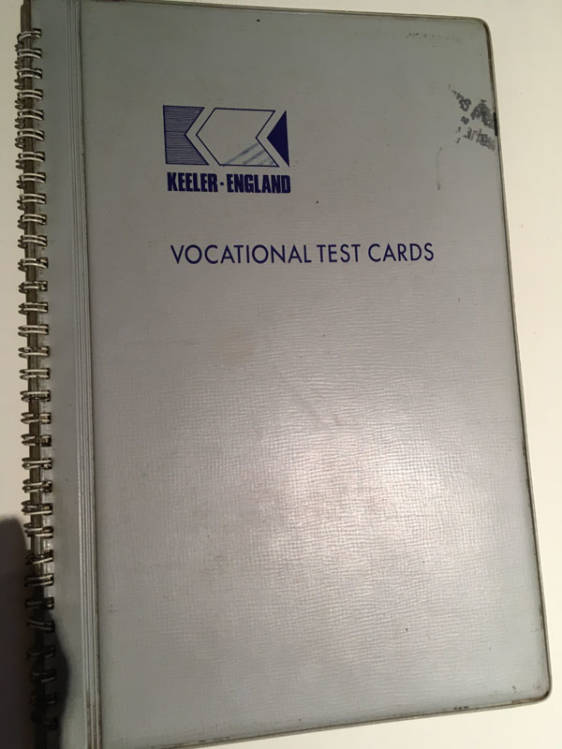 KEELER · ENGLAND
VOCATIONAL TEST CARDS